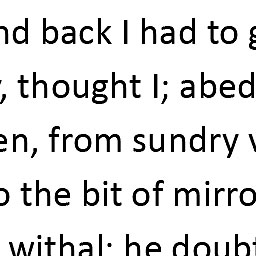 nd back I had to g
, thought I; abed
en, from sundry v
o the bit of mirro
withal; he doubt